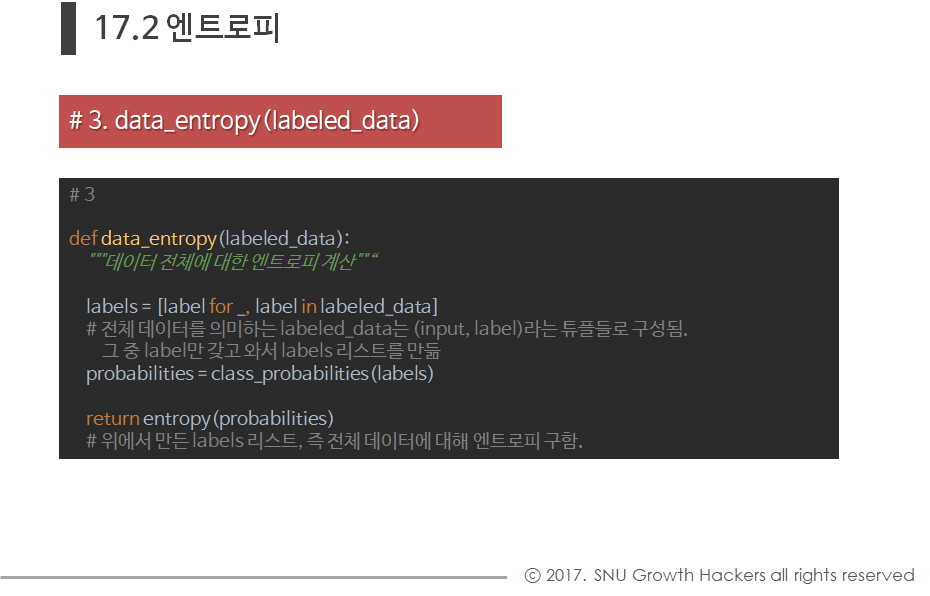 17.2 엔트로피
# 3. data_entropy(labeled_data)
# 3
def data_entropy(labeled_data):
"""데이터 전체에 대한 엔트로피 계산""“
labels = [label for _, label in labeled_data]
# 전체 데이터를 의미하는 labeled_data는 (input, label)라는 튜플들로 구성됨.
그 중 label만 갖고 와서 labels 리스트를 만듦
probabilities = class_probabilities(labels)
return entropy(probabilities)
# 위에서 만든 labels 리스트, 즉 전체 데이터에 대해 엔트로피 구함.
ⓒ 2017. SNU Growth Hackers all rights reserved